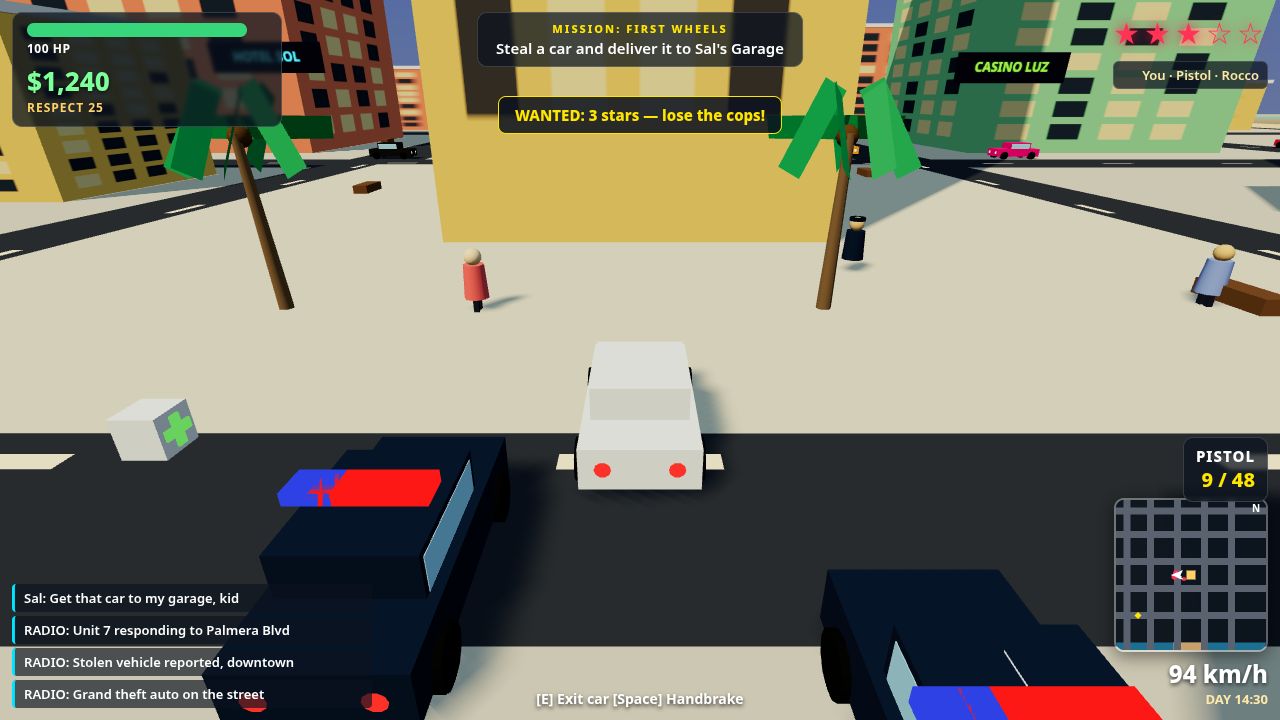 100 HP
$1,240
RESPECT 25
HOTEL SOL
MISSION: FIRST WHEELS
Steal a car and deliver it to Sal's Garage
WANTED: 3 stars — lose the cops!
★ ★ ★ ☆ ☆
CASINO LUZ
You · Pistol · Rocco
PISTOL
9 / 48
N
Sal: Get that car to my garage, kid
RADIO: Unit 7 responding to Palmera Blvd
RADIO: Stolen vehicle reported, downtown
RADIO: Grand theft auto on the street
[E] Exit car [Space] Handbrake
94 km/h
DAY 14:30